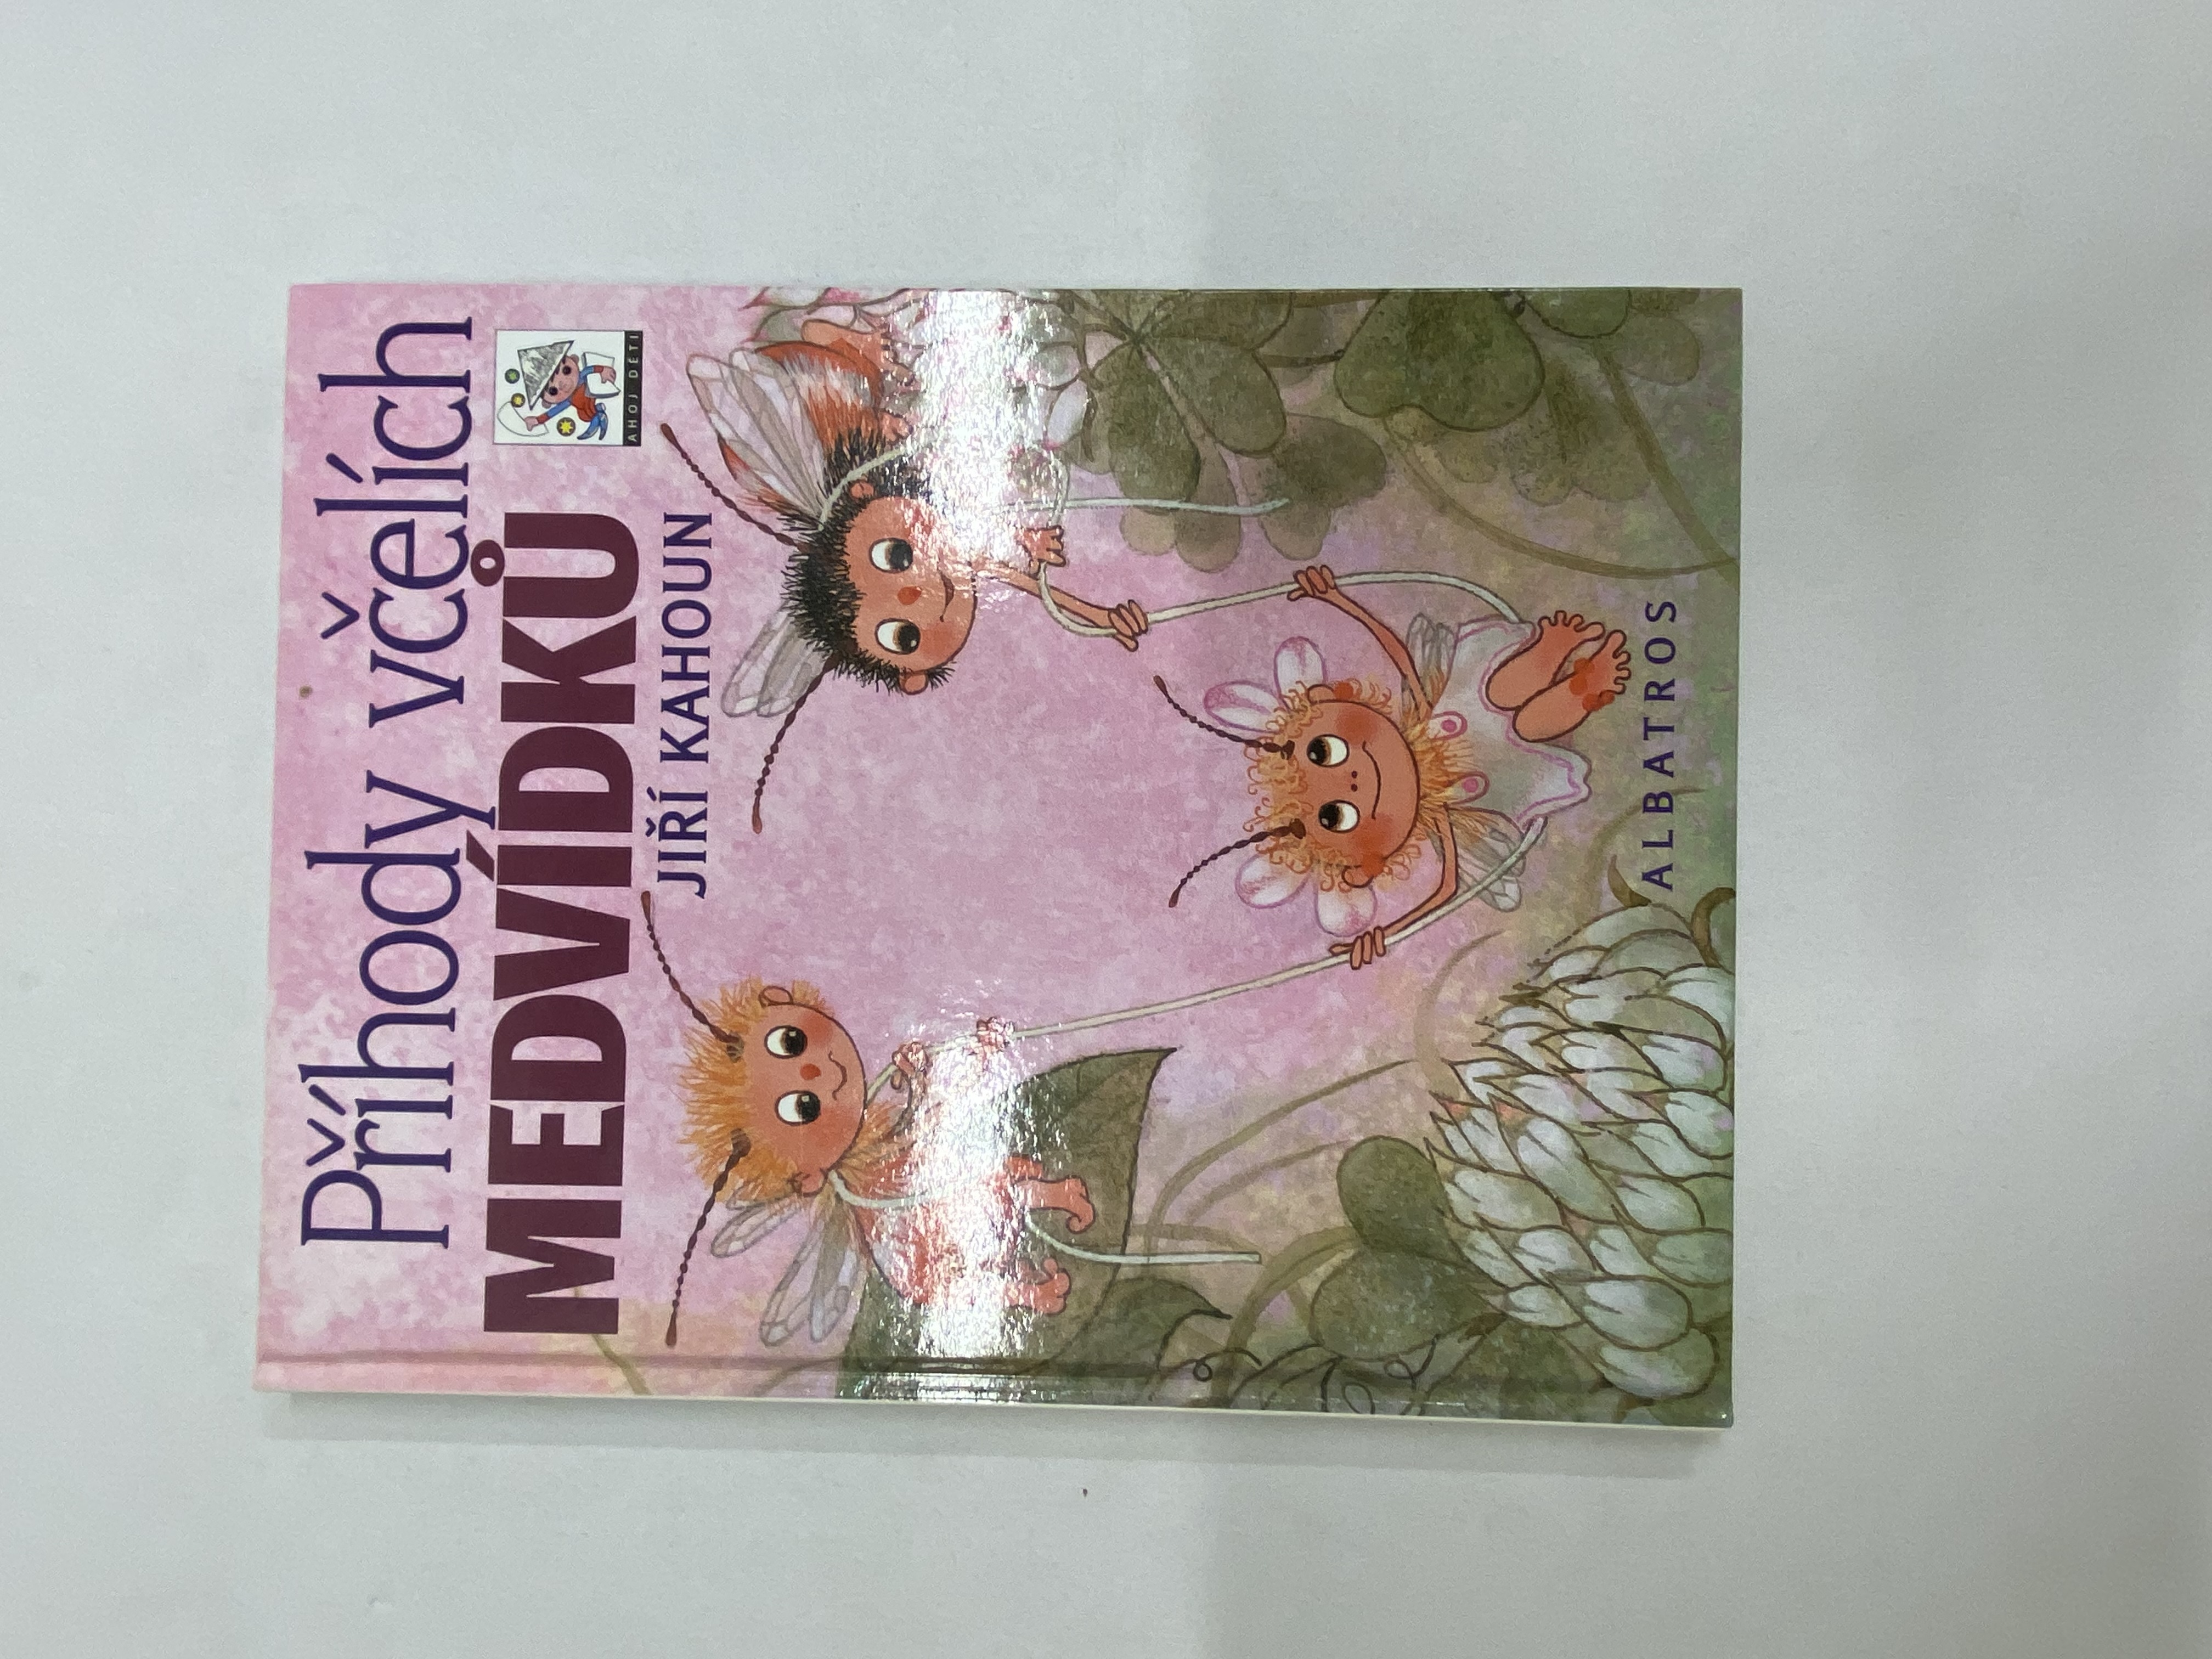 Příhody včelích
MEDVÍDKŮ
JIŘÍ KAHOUN
AHOJ DĚTI
ALBATROS